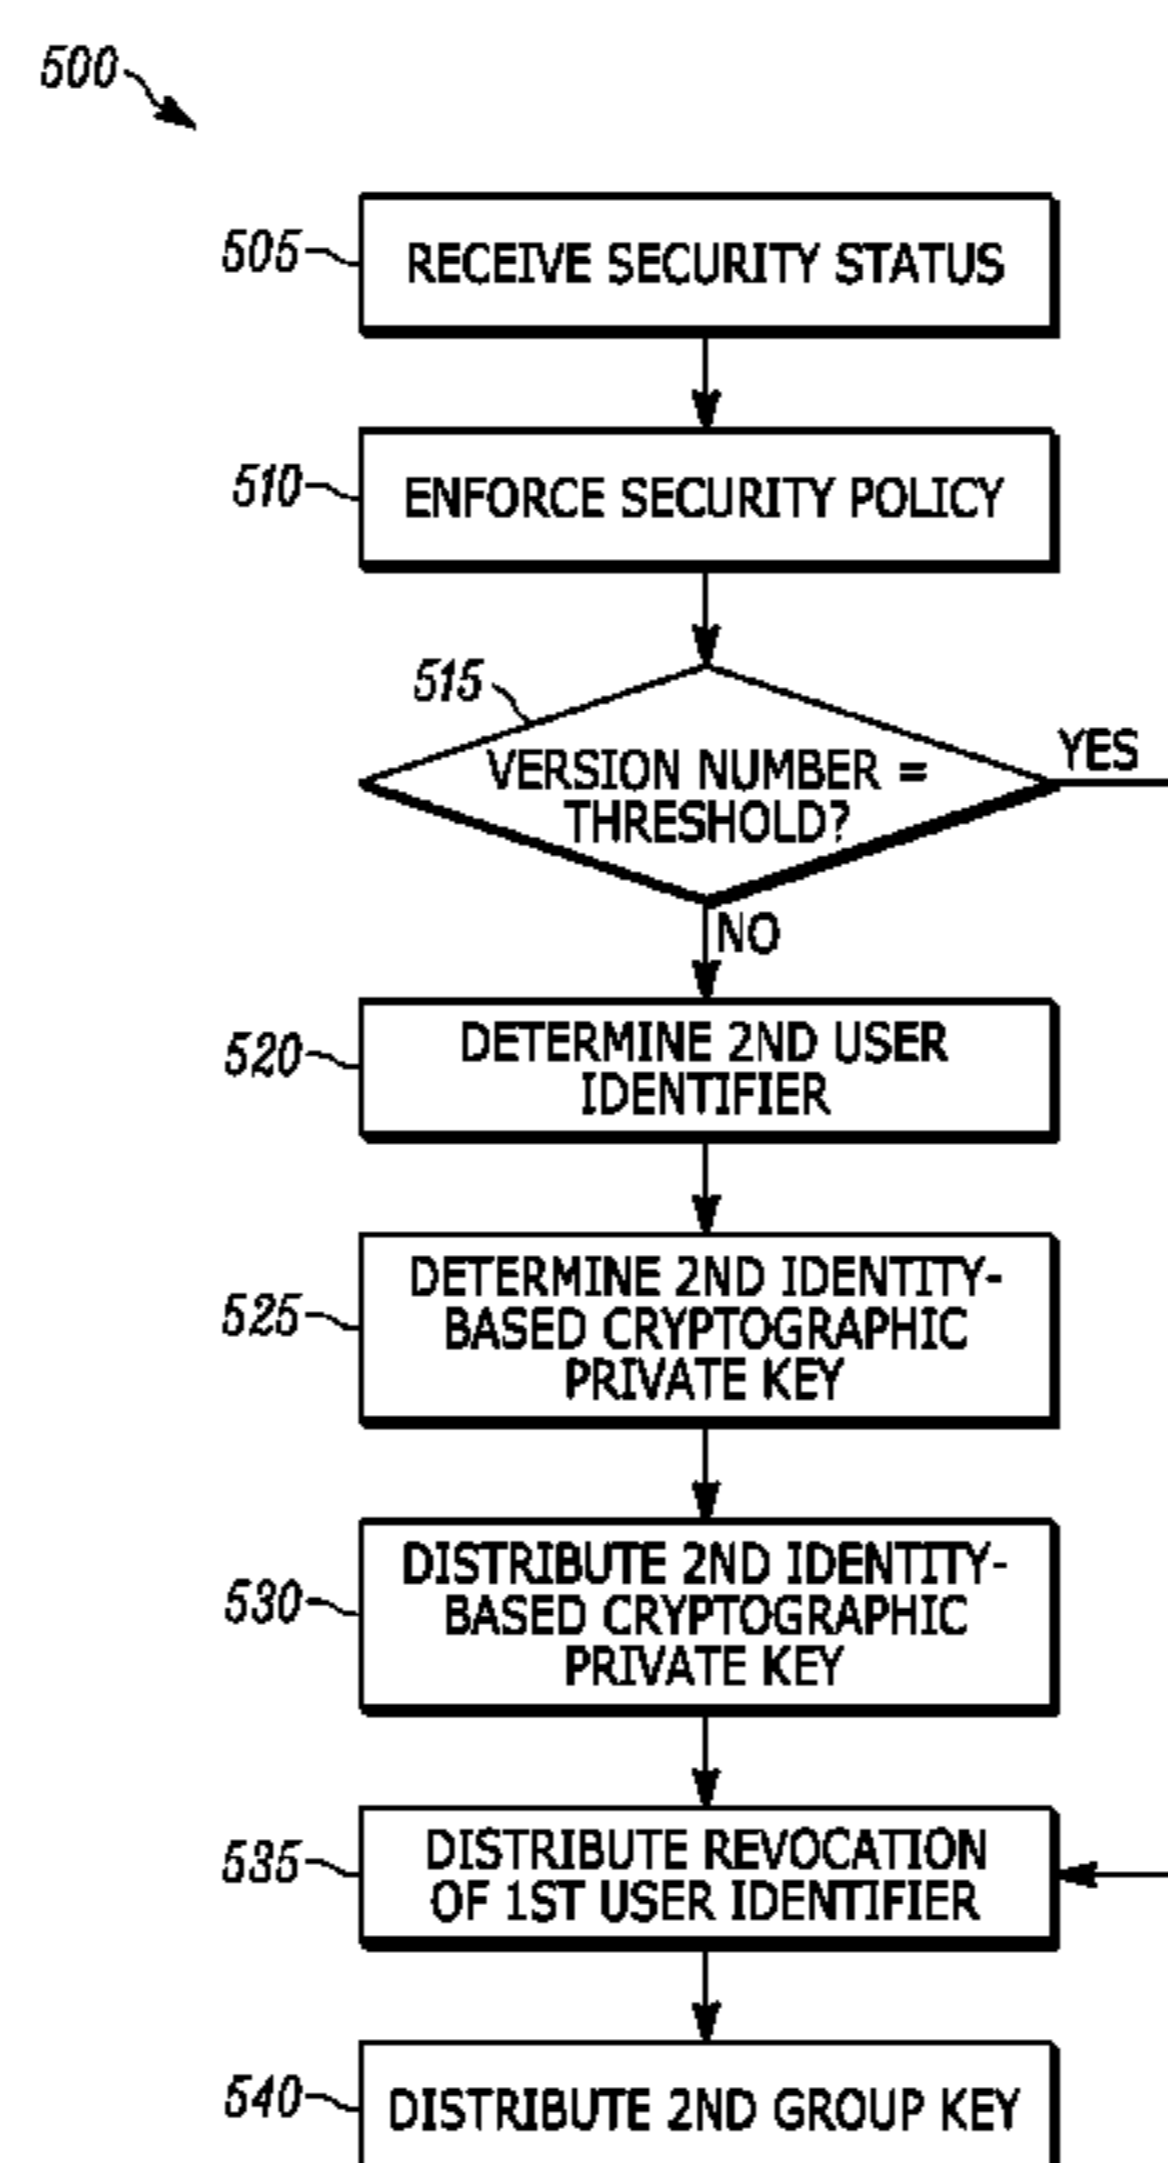 500
505
RECEIVE SECURITY STATUS
510
ENFORCE SECURITY POLICY
515
VERSION NUMBER =
THRESHOLD?
YES
NO
520
DETERMINE 2ND USER
IDENTIFIER
525
DETERMINE 2ND IDENTITY-
BASED CRYPTOGRAPHIC
PRIVATE KEY
530
DISTRIBUTE 2ND IDENTITY-
BASED CRYPTOGRAPHIC
PRIVATE KEY
535
DISTRIBUTE REVOCATION
OF 1ST USER IDENTIFIER
540
DISTRIBUTE 2ND GROUP KEY